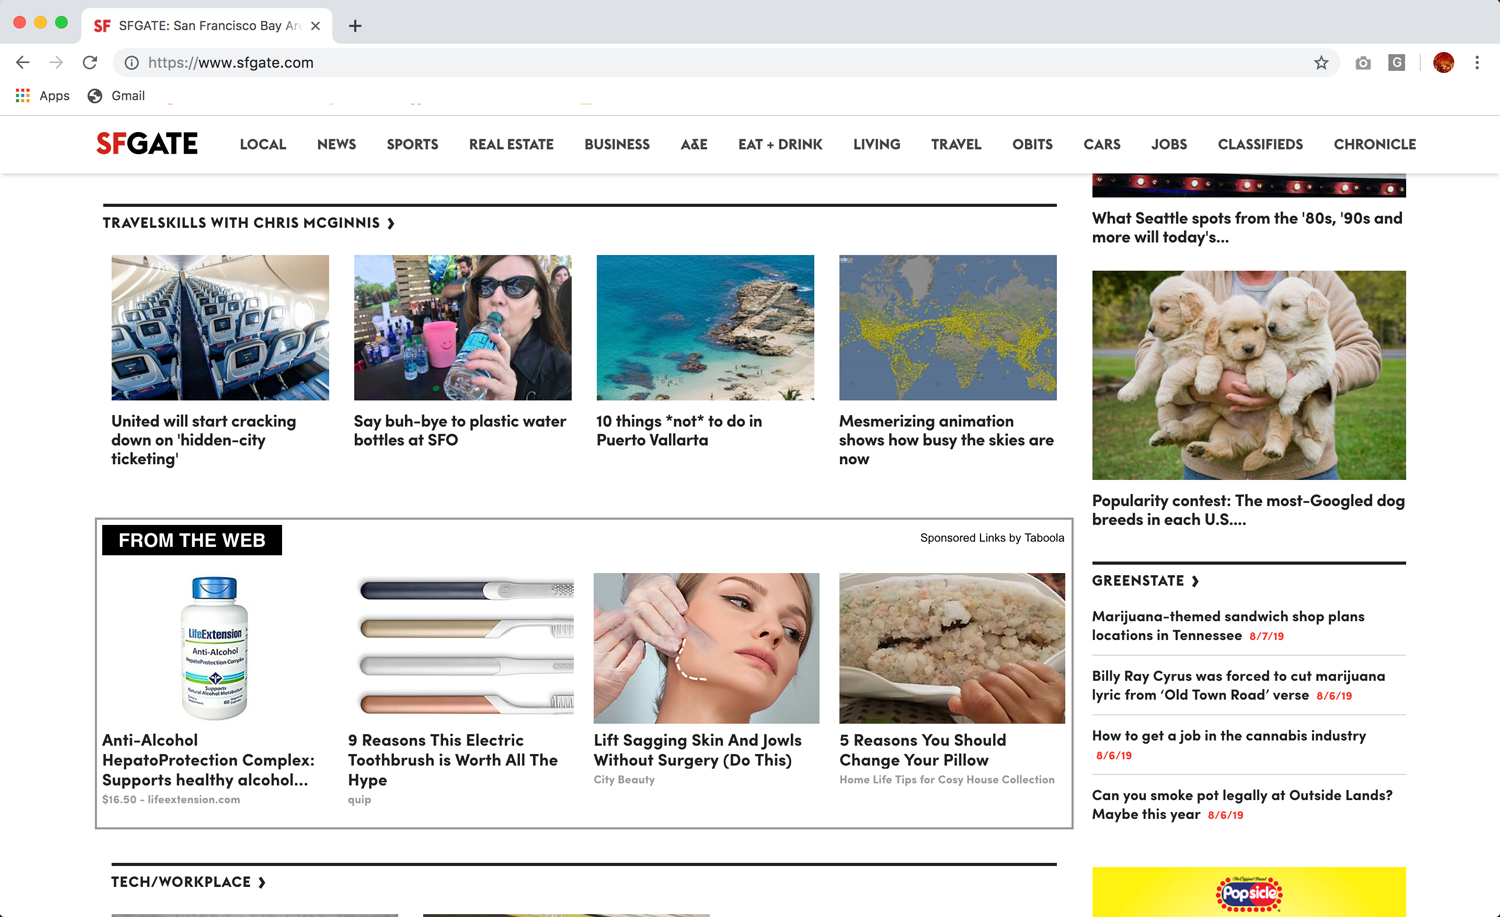 SF SFGATE: San Francisco Bay Are
https://www.sfgate.com
G
Apps
Gmail
SFGATE
LOCAL
NEWS
SPORTS
REAL ESTATE
BUSINESS
A&E
EAT + DRINK
LIVING
TRAVEL
OBITS
CARS
JOBS
CLASSIFIEDS
CHRONICLE
TRAVELSKILLS WITH CHRIS MCGINNIS ❯
United will start cracking
down on 'hidden-city
ticketing'
Say buh-bye to plastic water
bottles at SFO
10 things *not* to do in
Puerto Vallarta
Mesmerizing animation
shows how busy the skies are
now
FROM THE WEB
Sponsored Links by Taboola
LifeExtension
Anti-Alcohol
HepatoProtection Complex
Supports
Natural Alcohol Metabolism
60
Anti-Alcohol
HepatoProtection Complex:
Supports healthy alcohol...
$16.50 - lifeextension.com
9 Reasons This Electric
Toothbrush is Worth All The
Hype
quip
Lift Sagging Skin And Jowls
Without Surgery (Do This)
City Beauty
5 Reasons You Should
Change Your Pillow
Home Life Tips for Cosy House Collection
TECH/WORKPLACE ❯
What Seattle spots from the '80s, '90s and
more will today's...
Popularity contest: The most-Googled dog
breeds in each U.S....
GREENSTATE ❯
Marijuana-themed sandwich shop plans
locations in Tennessee 8/7/19
Billy Ray Cyrus was forced to cut marijuana
lyric from ‘Old Town Road’ verse 8/6/19
How to get a job in the cannabis industry
8/6/19
Can you smoke pot legally at Outside Lands?
Maybe this year 8/6/19
Popsicle